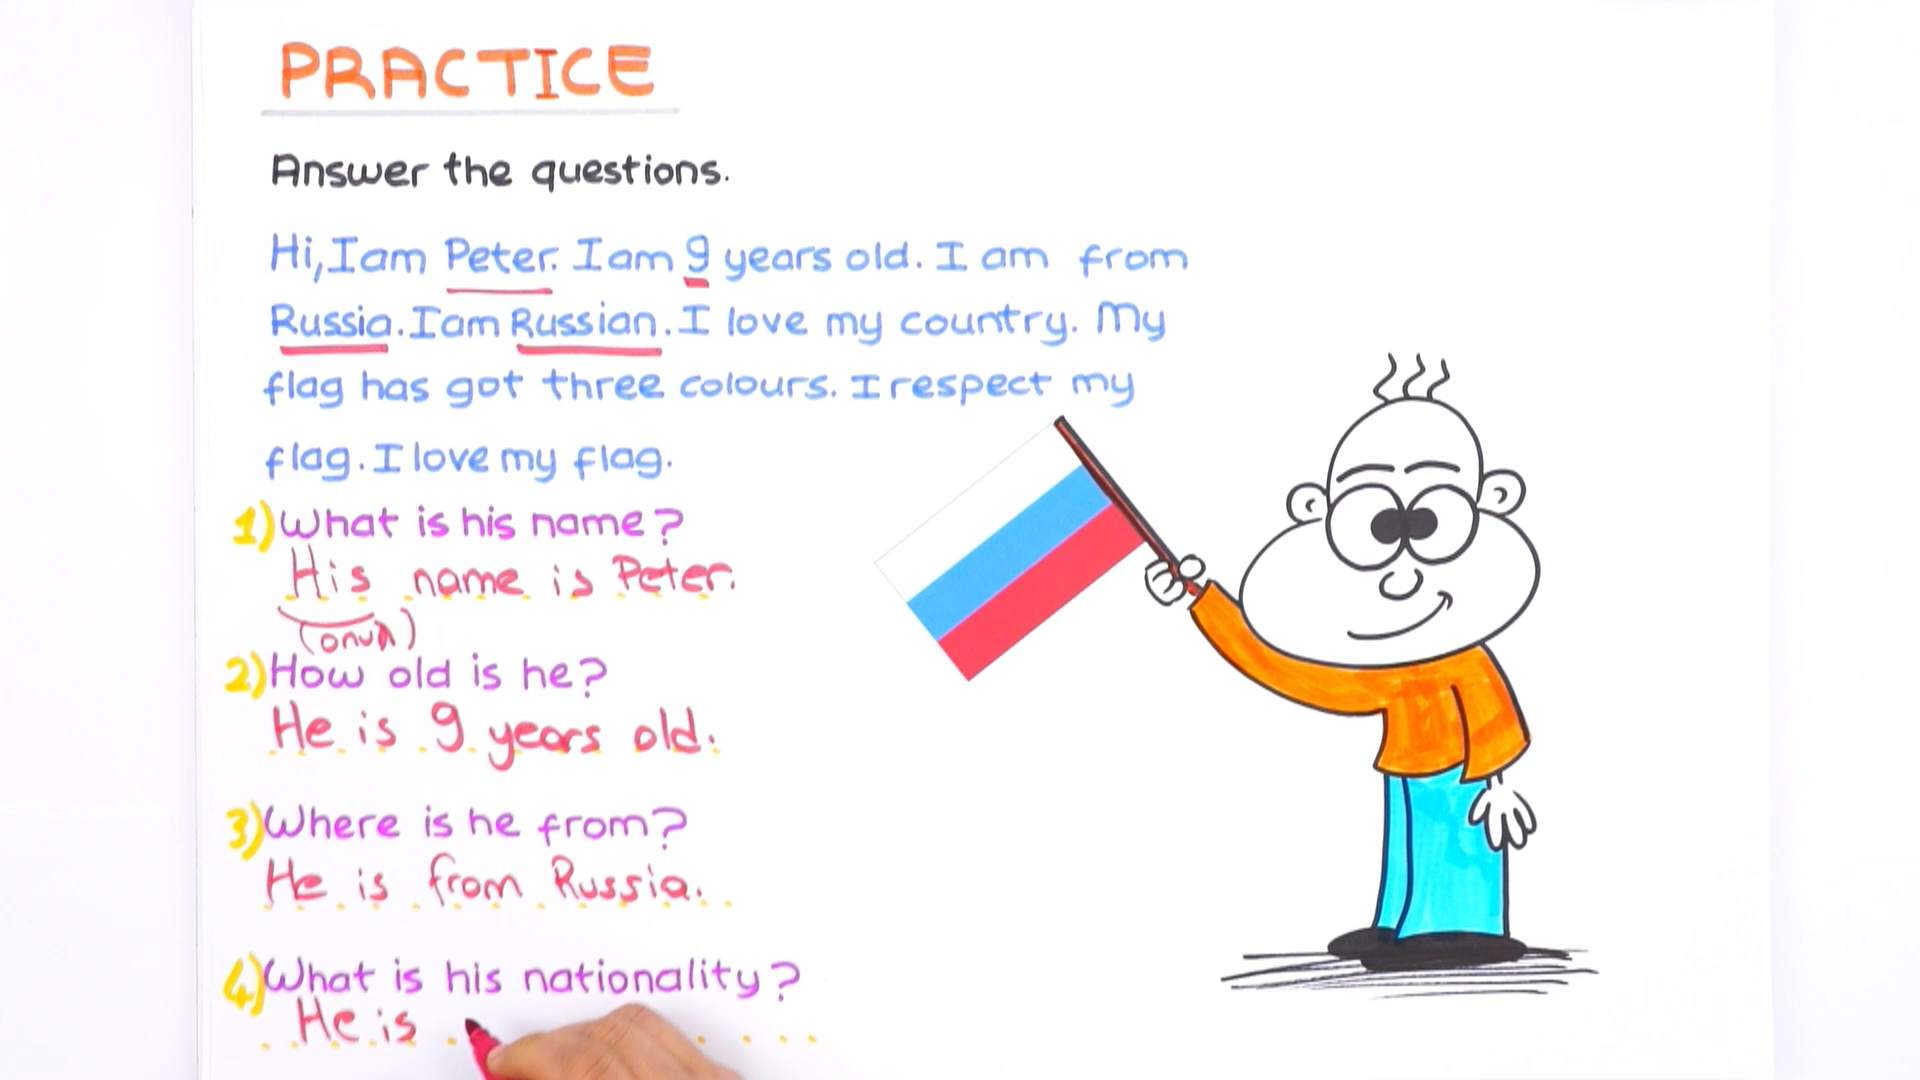 PRACTICE
Answer the questions.
Hi, I am Peter. I am 9 years old. I am from
Russia. I am Russian. I love my country. My
flag has got three colours. I respect my
flag. I love my flag.
1) What is his name?
His name is Peter.
(onun)
2) How old is he?
He is 9 years old.
3) Where is he from?
He is from Russia.
4) What is his nationality?
He is